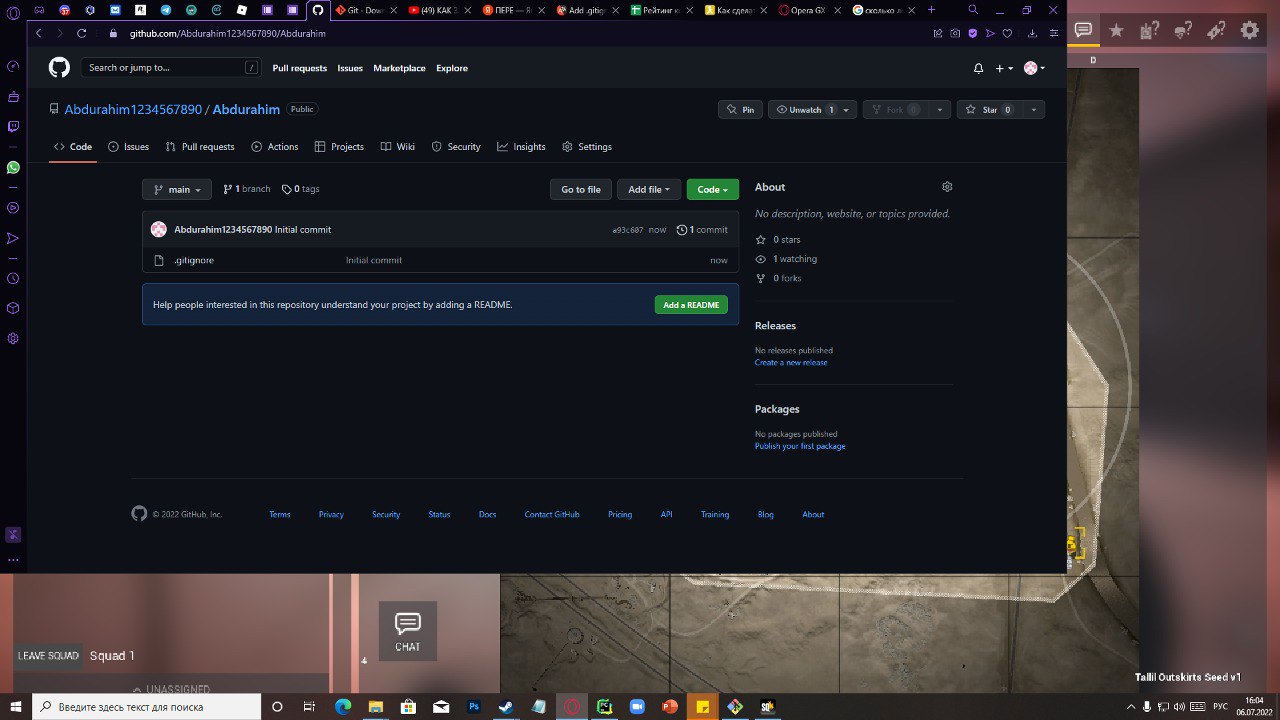 Git - Dow
(49) КАК З
ПЕРЕ — Я
Add .gitig
Рейтинг к
Как сдела
Opera GX
сколько л
github.com/Abdurahim1234567890/Abdurahim
Search or jump to...
/
Pull requests
Issues
Marketplace
Explore
Abdurahim1234567890 / Abdurahim
Public
Pin
Unwatch 1
Fork 0
Star 0
Code
Issues
Pull requests
Actions
Projects
Wiki
Security
Insights
Settings
main
1 branch
0 tags
Go to file
Add file
Code
Abdurahim1234567890 Initial commit
a93c687 now
1 commit
.gitignore
Initial commit
now
Help people interested in this repository understand your project by adding a README.
Add a README
About
No description, website, or topics provided.
0 stars
1 watching
0 forks
Releases
No releases published
Create a new release
Packages
No packages published
Publish your first package
© 2022 GitHub, Inc.
Terms
Privacy
Security
Status
Docs
Contact GitHub
Pricing
API
Training
Blog
About
D
LEAVE SQUAD
Squad 1
UNASSIGNED
4
CHAT
Tallil Outskirts Seed v1
Введите здесь текст для поиска
РУС
16:04
06.07.2022